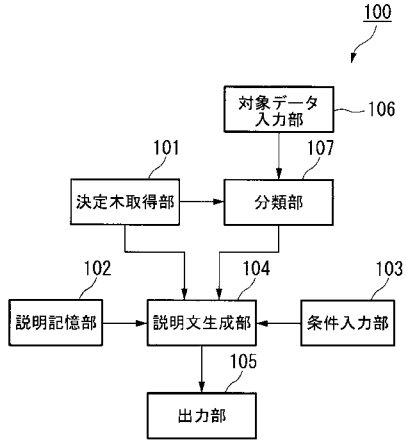 100
対象データ
入力部
106
101
107
決定木取得部
分類部
102
104
103
説明記憶部
説明文生成部
条件入力部
105
出力部